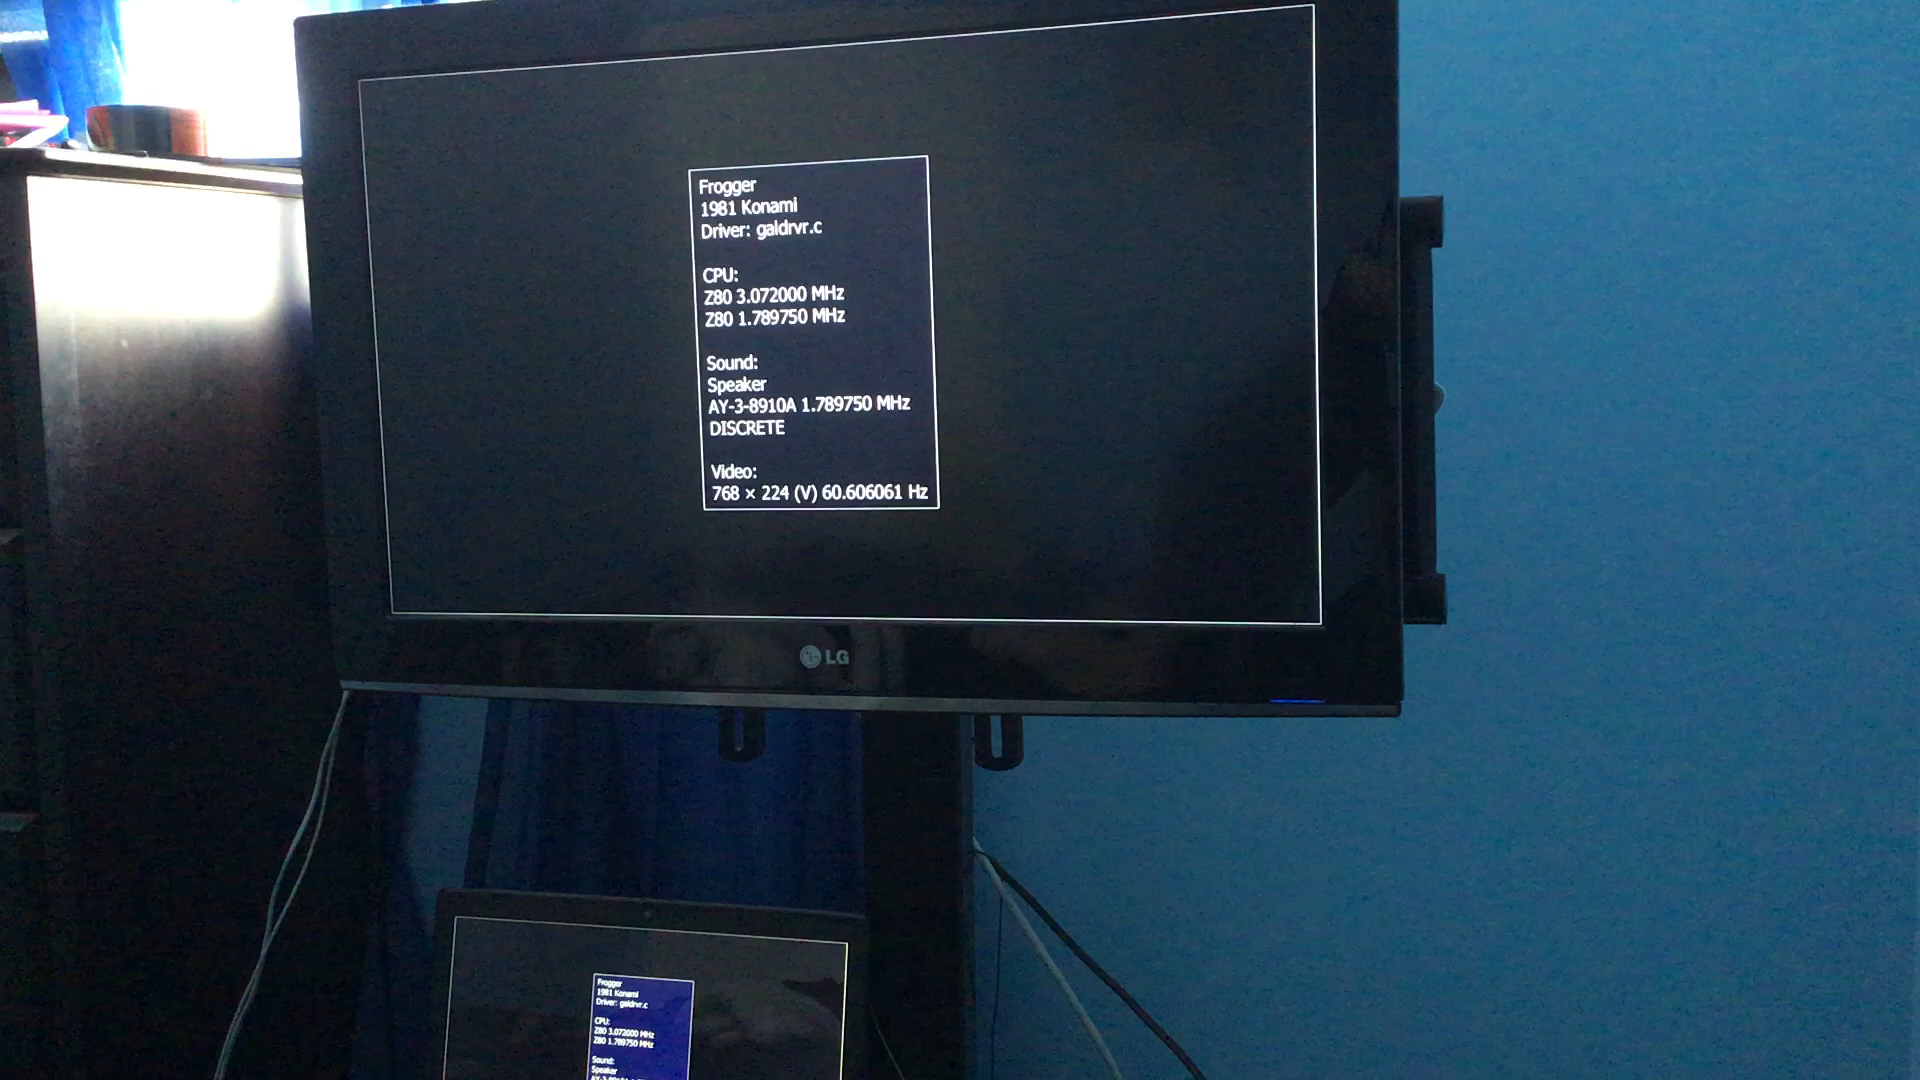 Frogger
1981 Konami
Driver: galdrvr.c
CPU:
Z80 3.072000 MHz
Z80 1.789750 MHz
Sound:
Speaker
AY-3-8910A 1.789750 MHz
DISCRETE
Video:
768 × 224 (V) 60.606061 Hz
LG
Frogger
1981 Konami
Driver: galdrvr.c
CPU:
Z80 3.072000 MHz
Z80 1.789750 MHz
Sound:
Speaker